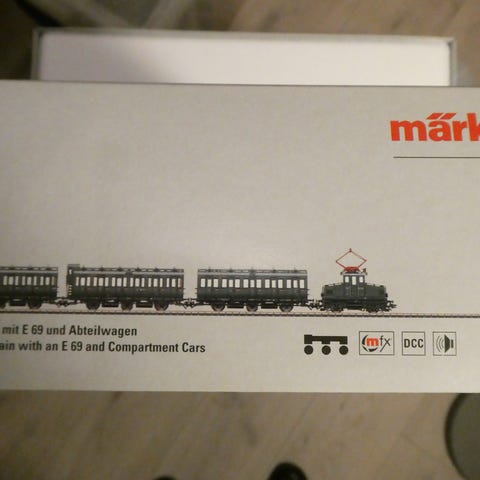 märk
mit E 69 und Abteilwagen
ain with an E 69 and Compartment Cars
mfx
DCC